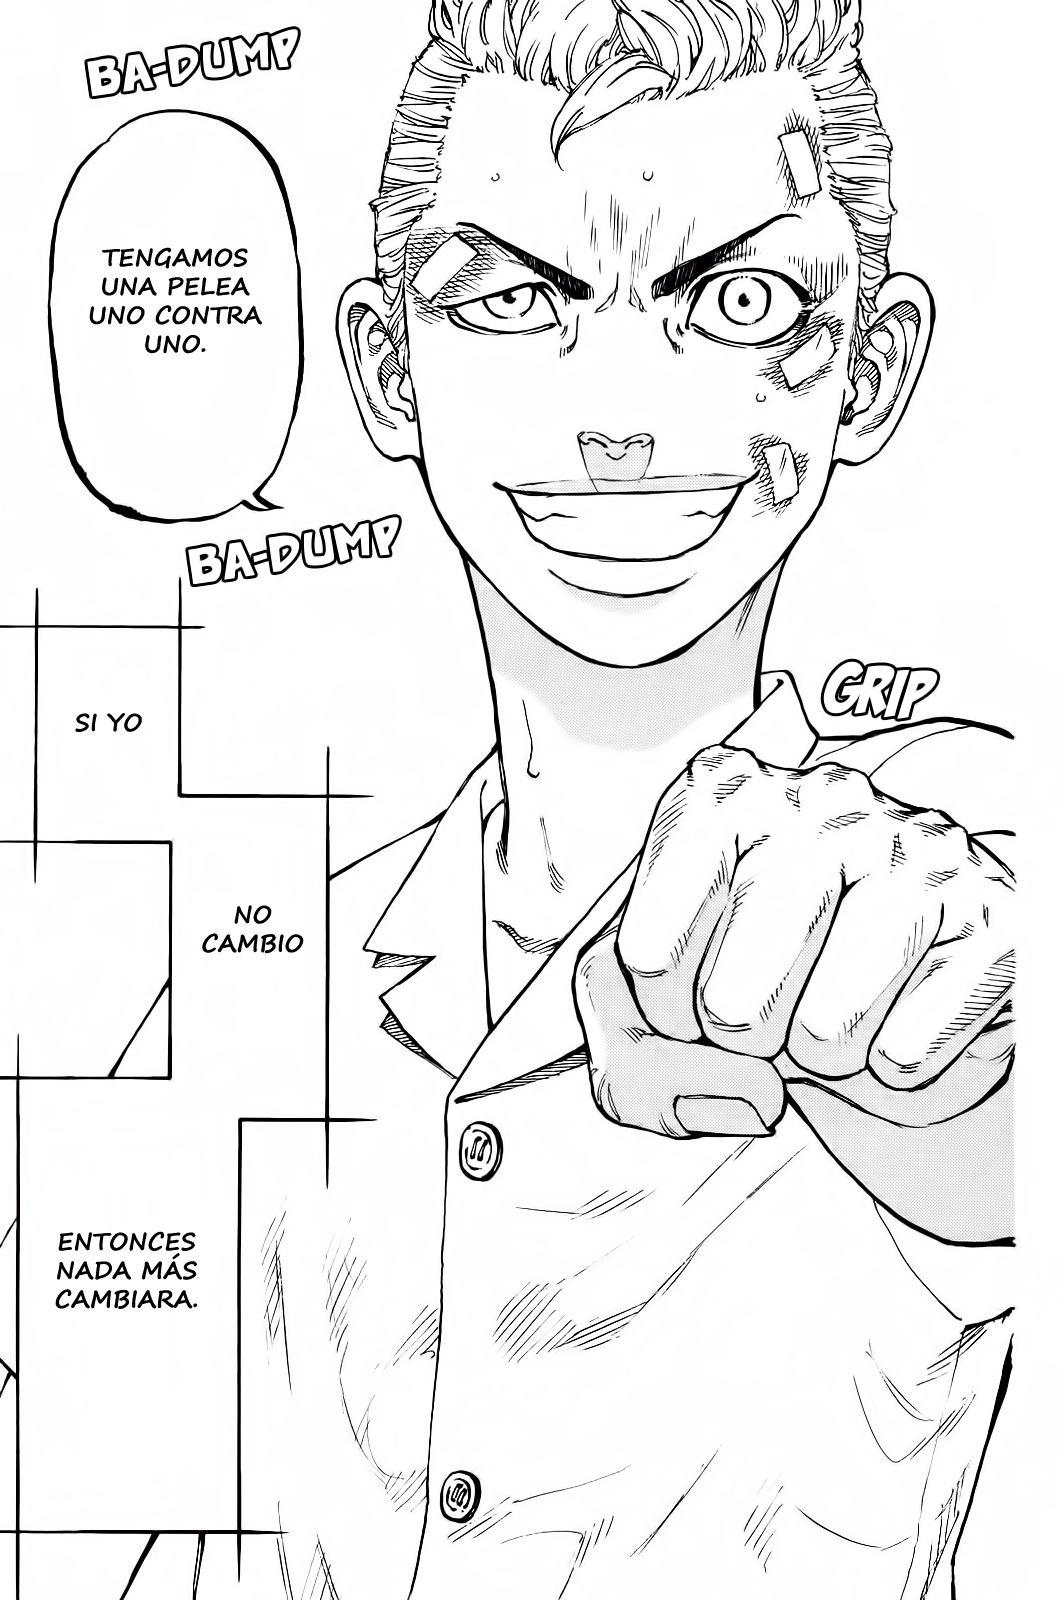 BA-DUMP
TENGAMOS
UNA PELEA
UNO CONTRA
UNO.
BA-DUMP
GRIP
SI YO
NO
CAMBIO
ENTONCES
NADA MÁS
CAMBIARA.